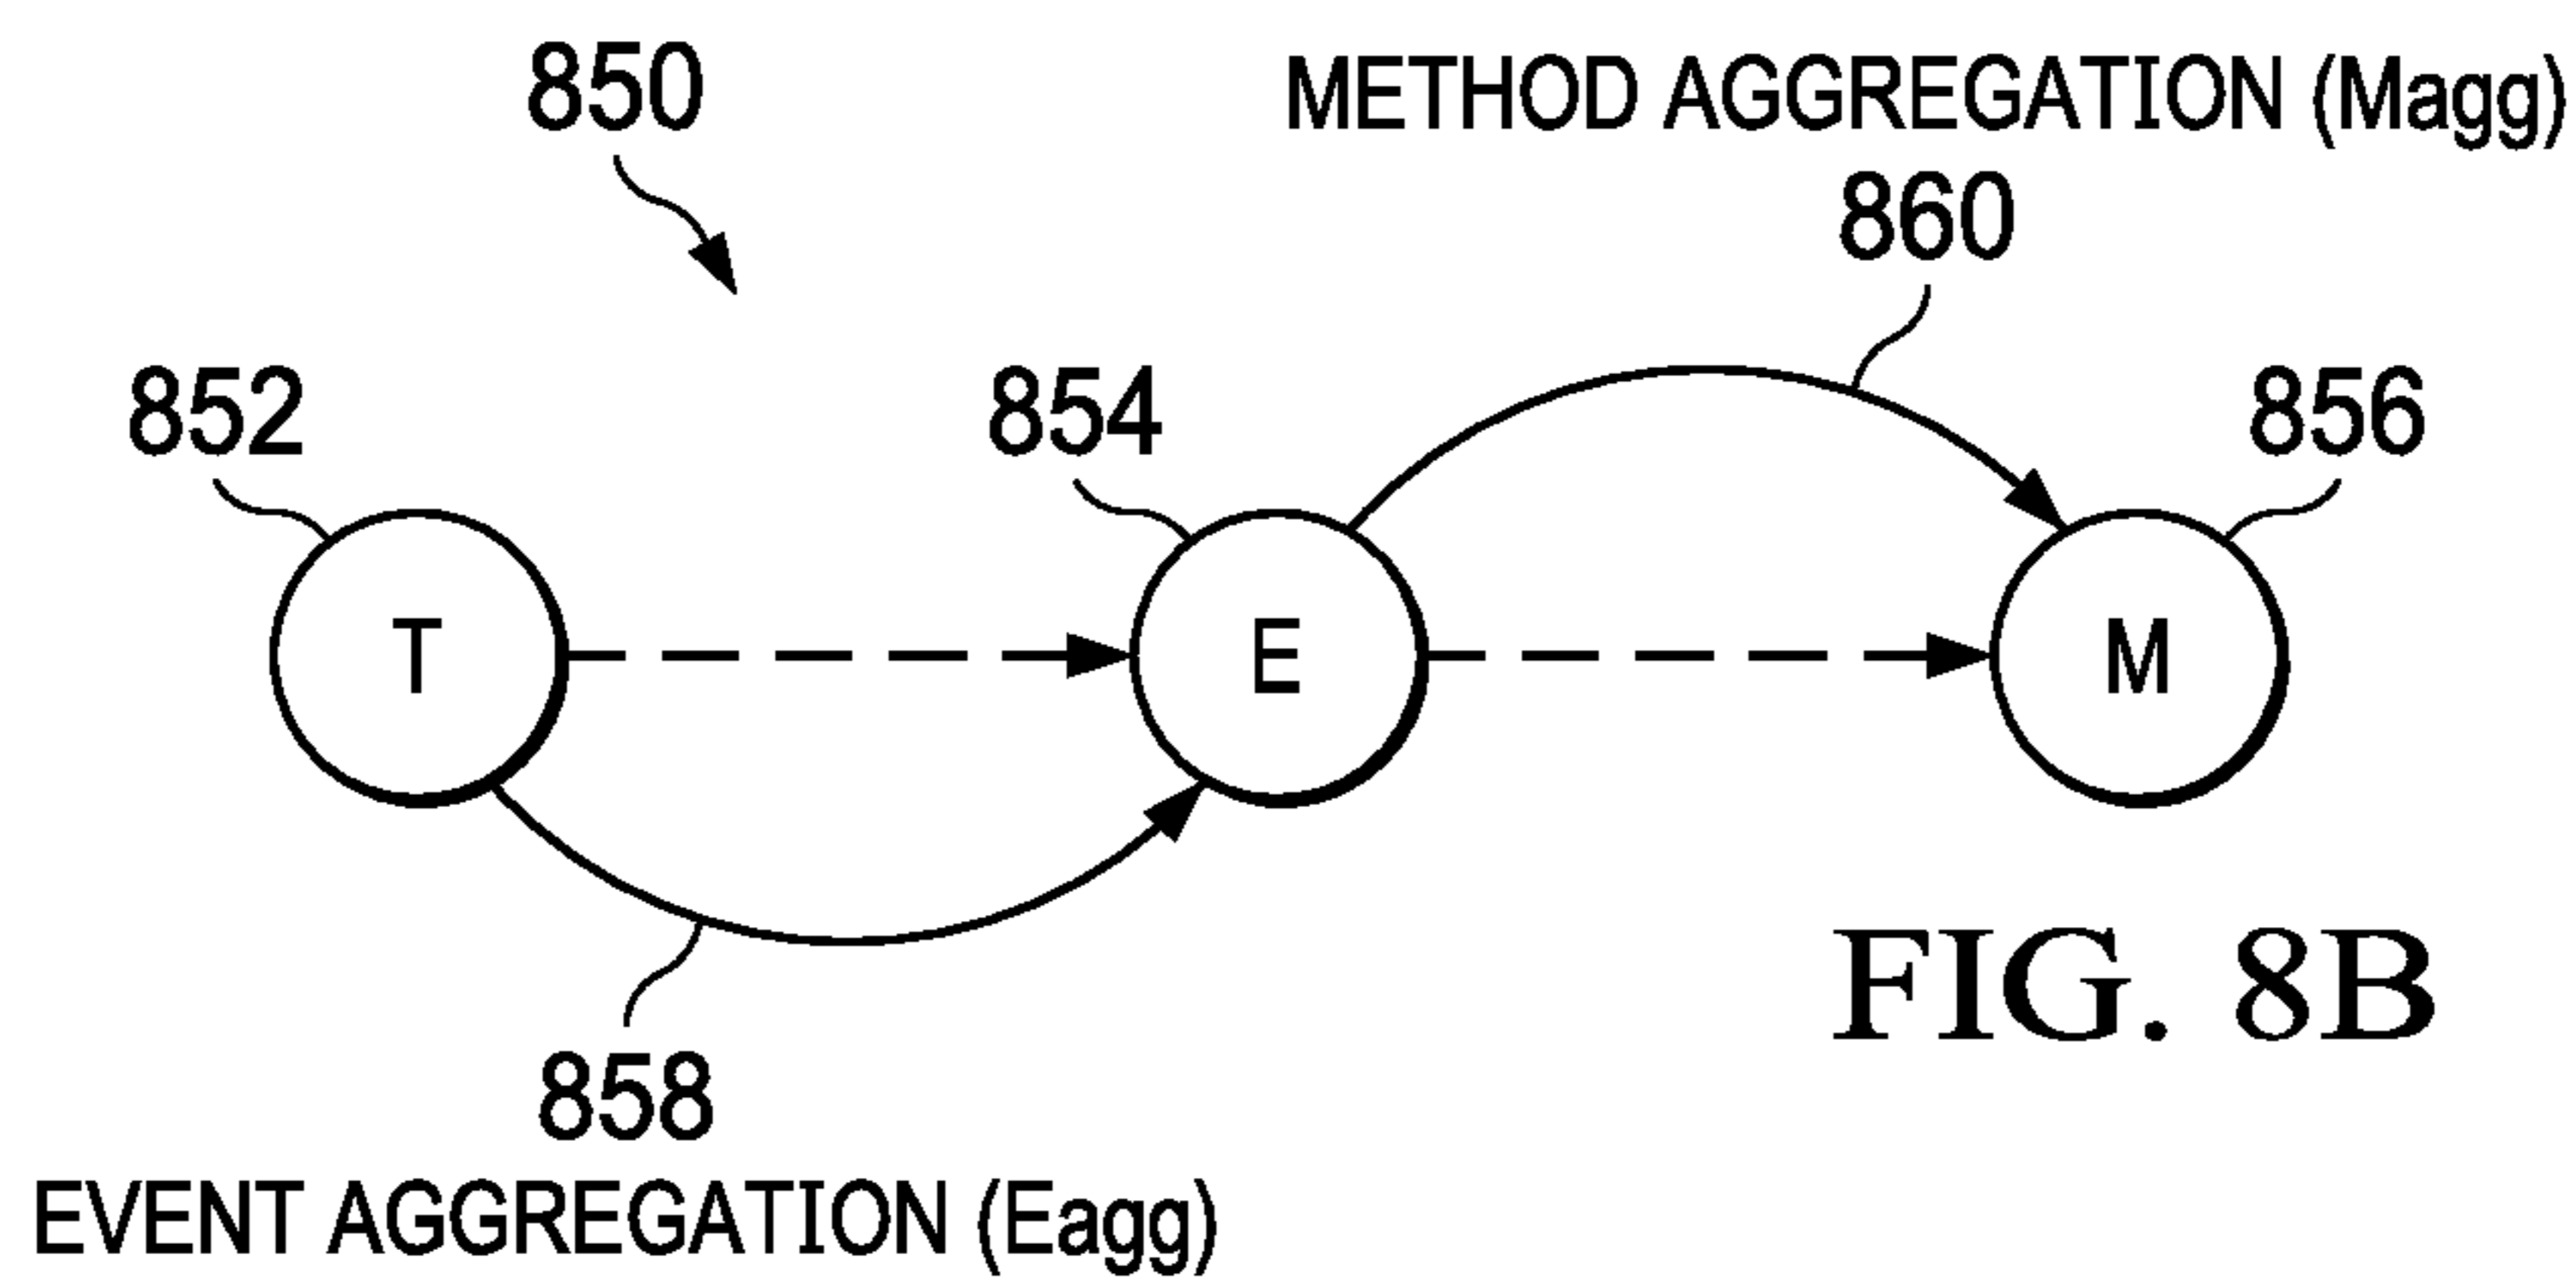 850
METHOD AGGREGATION (Magg)
860
852
854
856
T
E
M
FIG. 8B
858
EVENT AGGREGATION (Eagg)